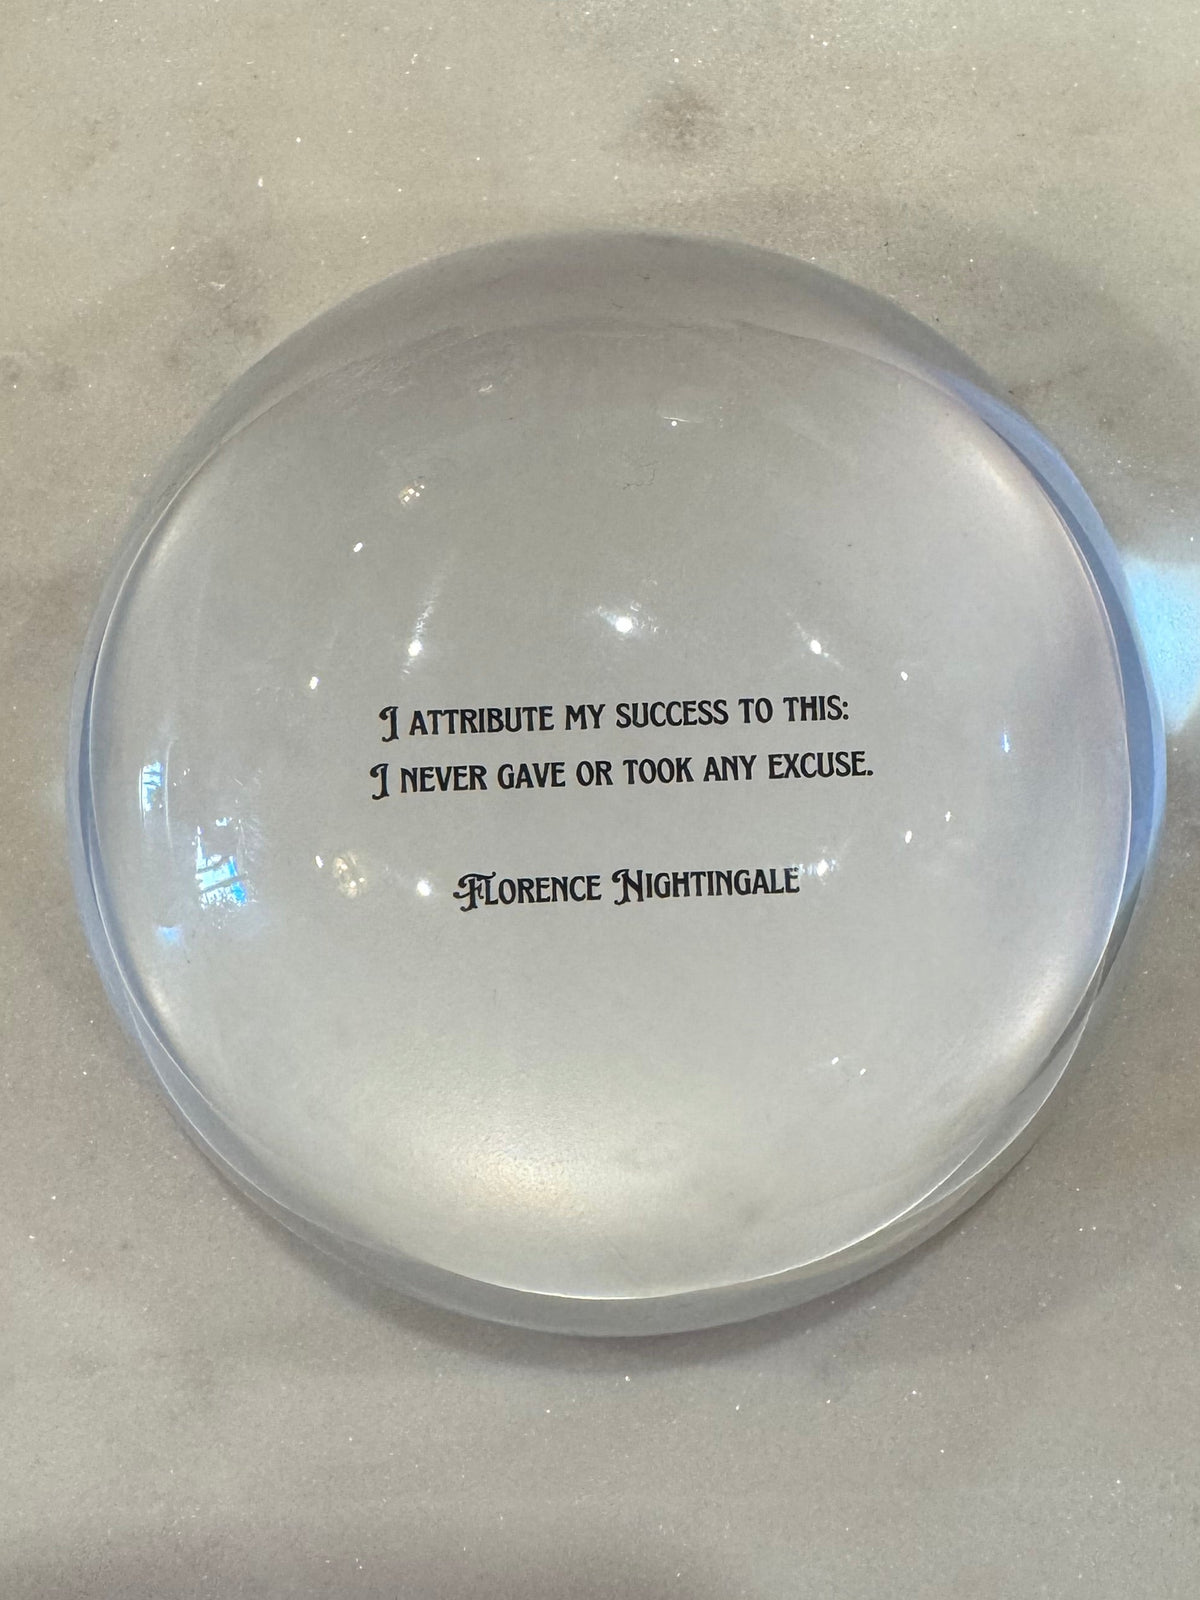 I ATTRIBUTE MY SUCCESS TO THIS:
I NEVER GAVE OR TOOK ANY EXCUSE.
FLORENCE NIGHTINGALE